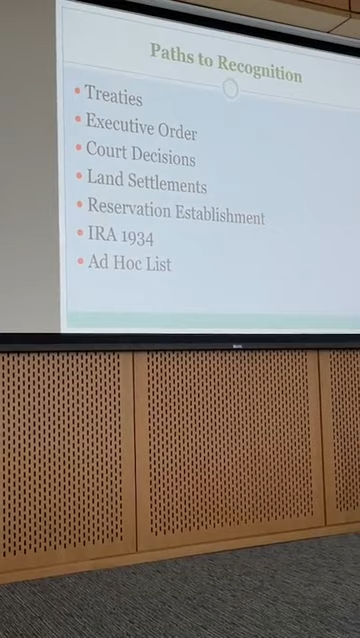 Paths to Recognition
Treaties
Executive Order
Court Decisions
Land Settlements
Reservation Establishment
IRA 1934
Ad Hoc List